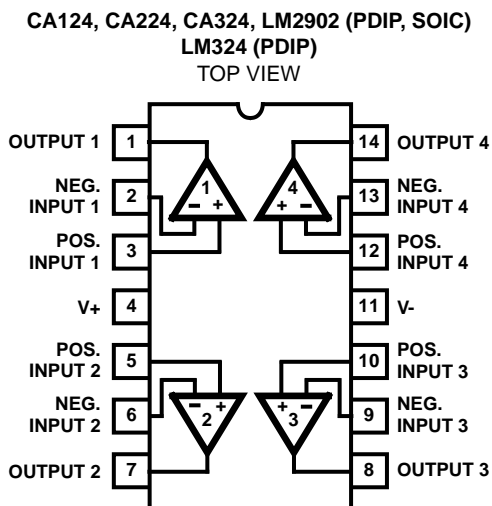 CA124, CA224, CA324, LM2902 (PDIP, SOIC)
LM324 (PDIP)
TOP VIEW
OUTPUT 1 1 14 OUTPUT 4
NEG.
INPUT 1 2 1 4 13 NEG.
INPUT 4
− + + −
POS.
INPUT 1 3 12 POS.
INPUT 4
V+ 4 11 V-
POS.
INPUT 2 5 10 POS.
INPUT 3
− + + −
NEG.
INPUT 2 6 2 3 9 NEG.
INPUT 3
OUTPUT 2 7 8 OUTPUT 3